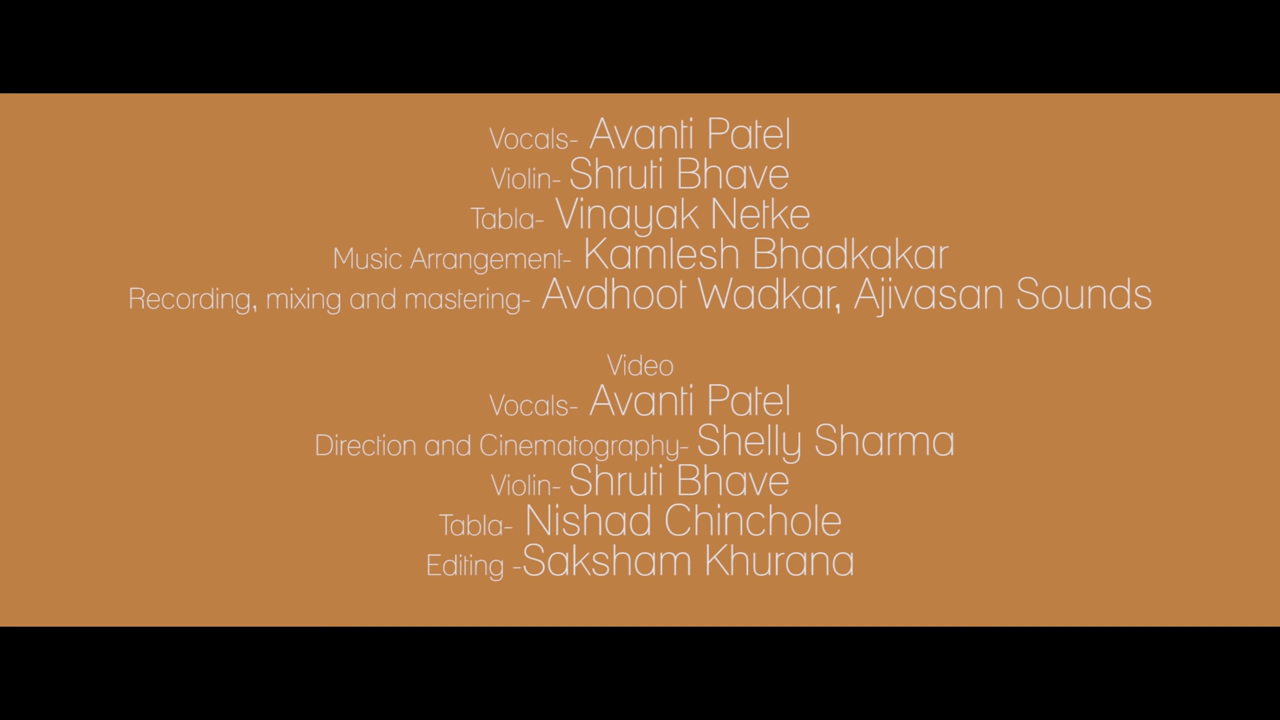 Vocals- Avanti Patel
Violin- Shruti Bhave
Tabla- Vinayak Netke
Music Arrangement- Kamlesh Bhadkakar
Recording, mixing and mastering- Avdhoot Wadkar, Ajivasan Sounds
Video
Vocals- Avanti Patel
Direction and Cinematography- Shelly Sharma
Violin- Shruti Bhave
Tabla- Nishad Chinchole
Editing -Saksham Khurana